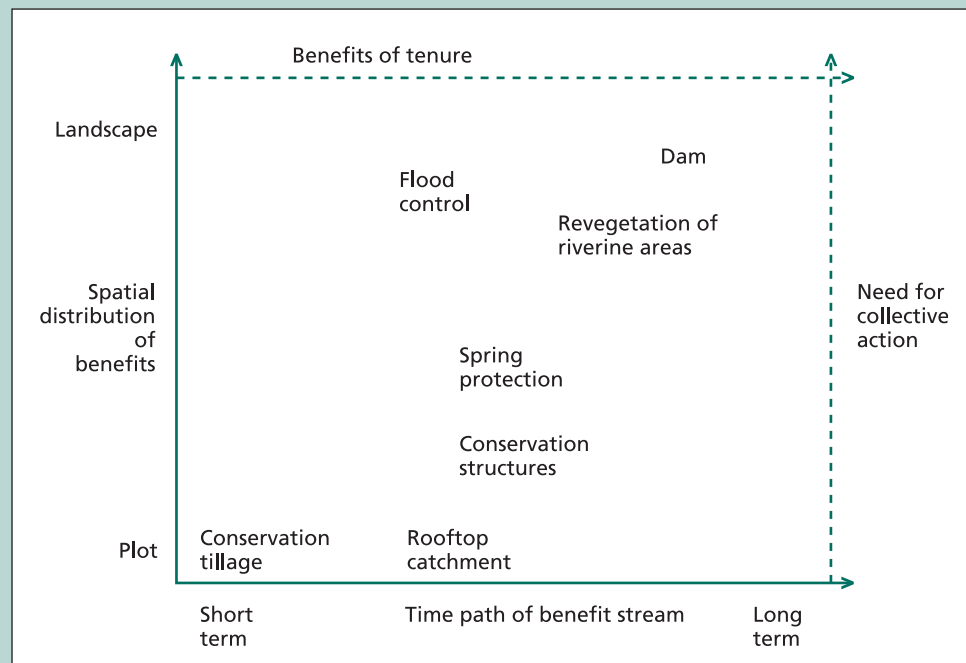 Benefits of tenure
Landscape
Dam
Flood
control
Revegetation of
riverine areas
Spatial
distribution
of
benefits
Need for
collective
action
Spring
protection
Conservation
structures
Plot
Conservation
tillage
Rooftop
catchment
Short
term
Time path of benefit stream
Long
term